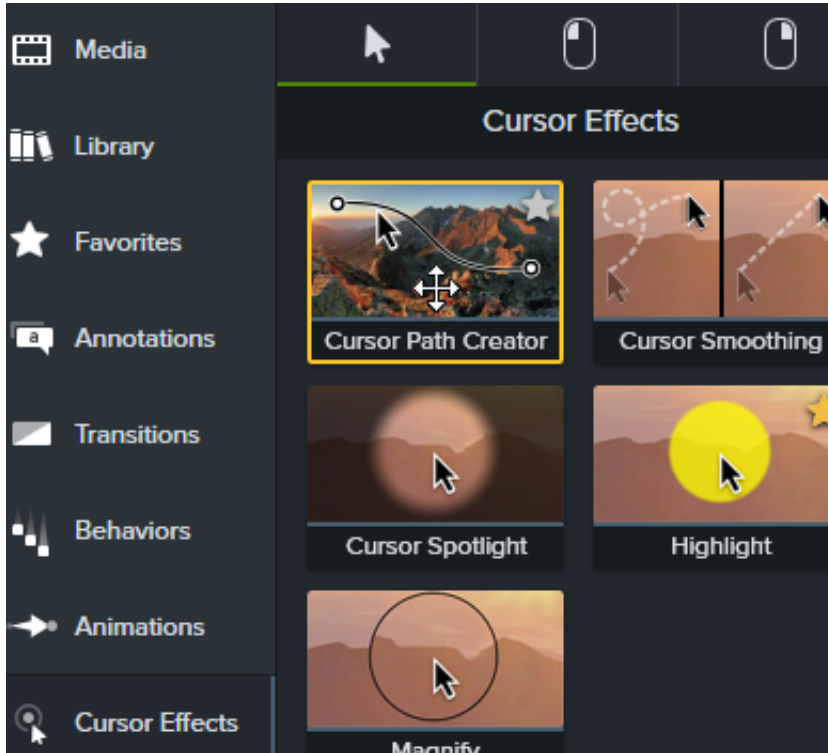 Media
Library
Favorites
a
Annotations
Transitions
Behaviors
Animations
Cursor Effects
Cursor Effects
Cursor Path Creator
Cursor Smoothing
Cursor Spotlight
Highlight
Magnify